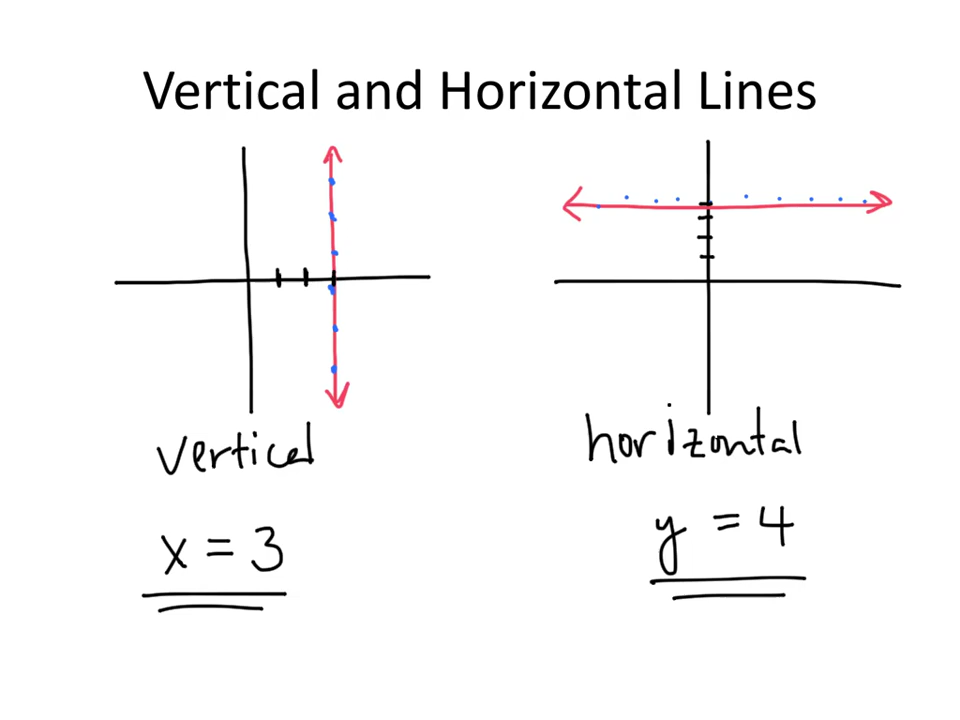 Vertical and Horizontal Lines
vertical
horizontal
x = 3
y = 4